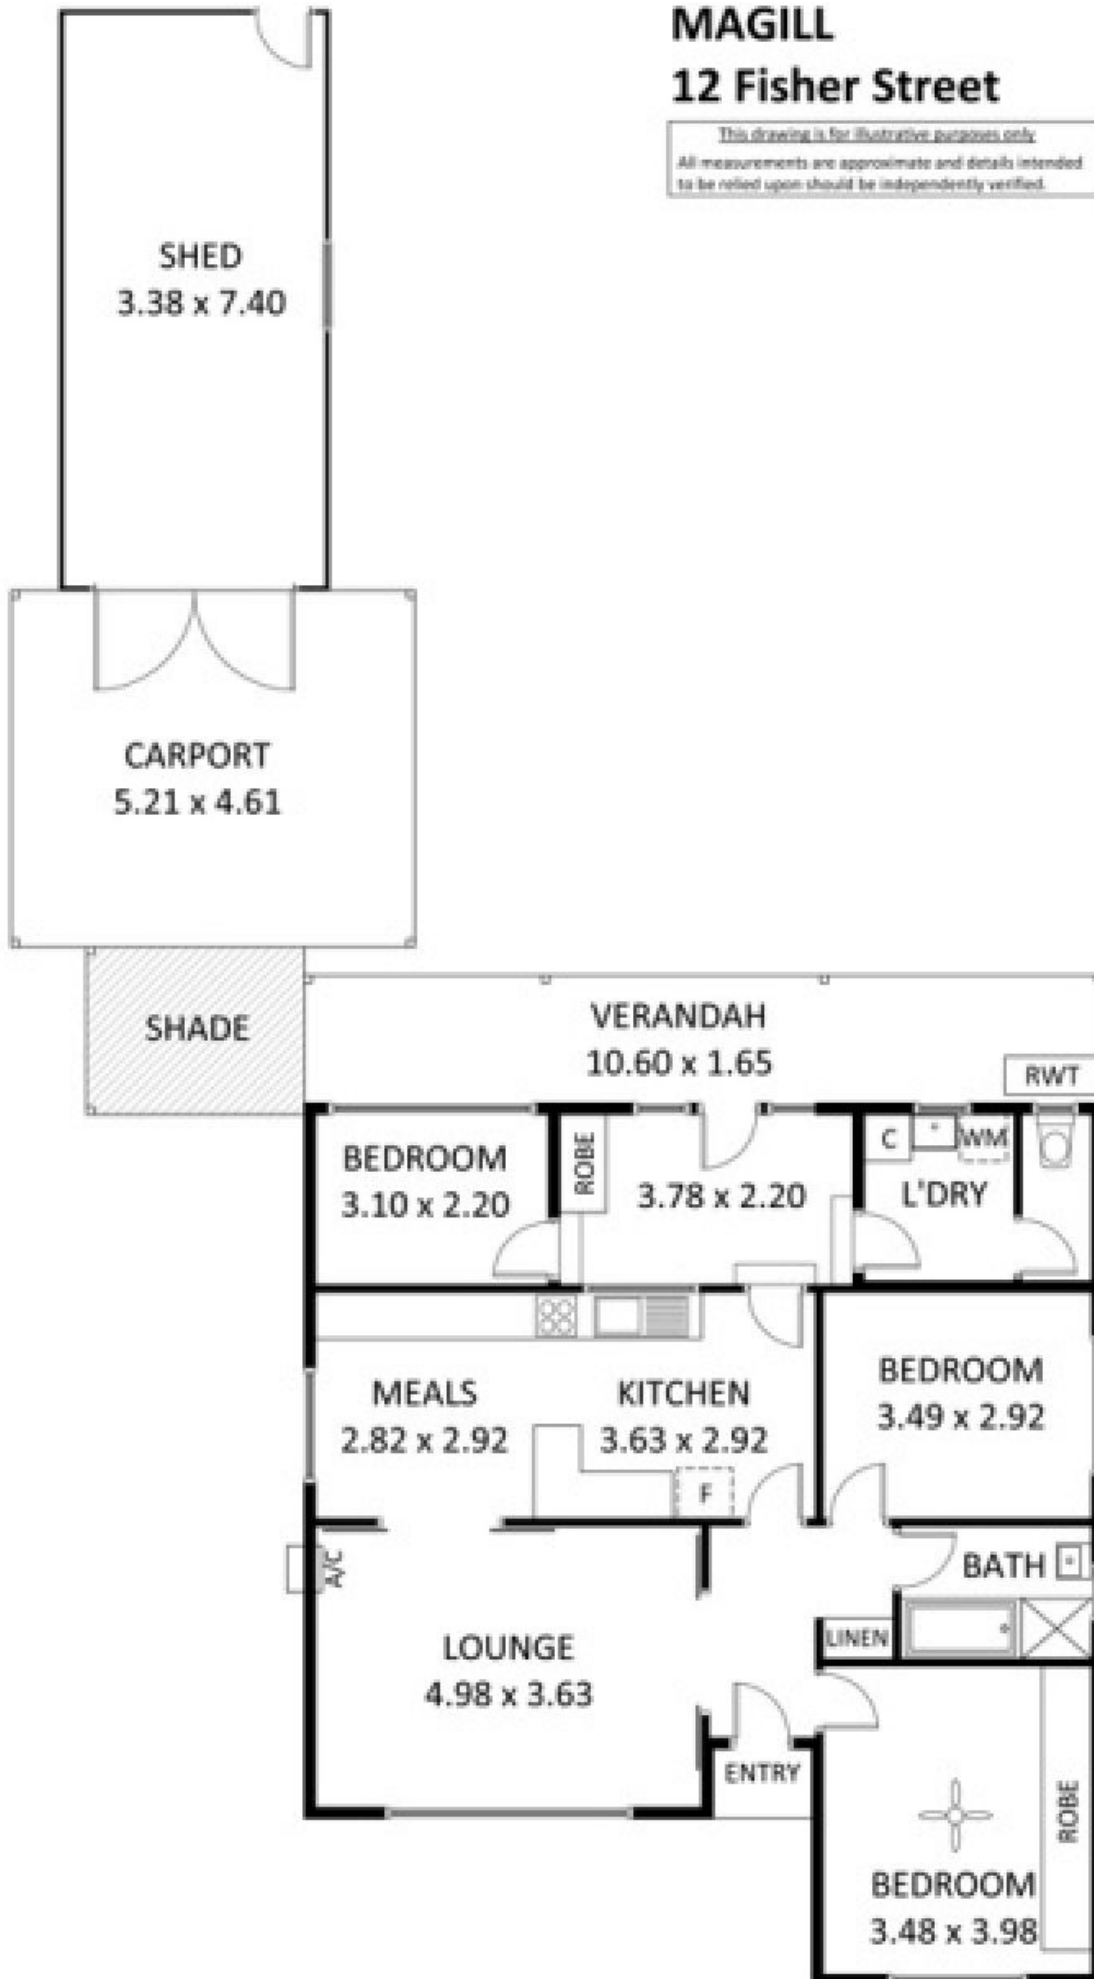 MAGILL
12 Fisher Street
This drawing is for illustrative purposes only
All measurements are approximate and details intended
to be relied upon should be independently verified.
SHED
3.38 x 7.40
CARPORT
5.21 x 4.61
SHADE
VERANDAH
10.60 x 1.65
RWT
BEDROOM
3.10 x 2.20
ROBE
3.78 x 2.20
C
WM
L'DRY
MEALS
2.82 x 2.92
KITCHEN
3.63 x 2.92
F
BEDROOM
3.49 x 2.92
A/C
BATH
LINEN
LOUNGE
4.98 x 3.63
ENTRY
ROBE
BEDROOM
3.48 x 3.98